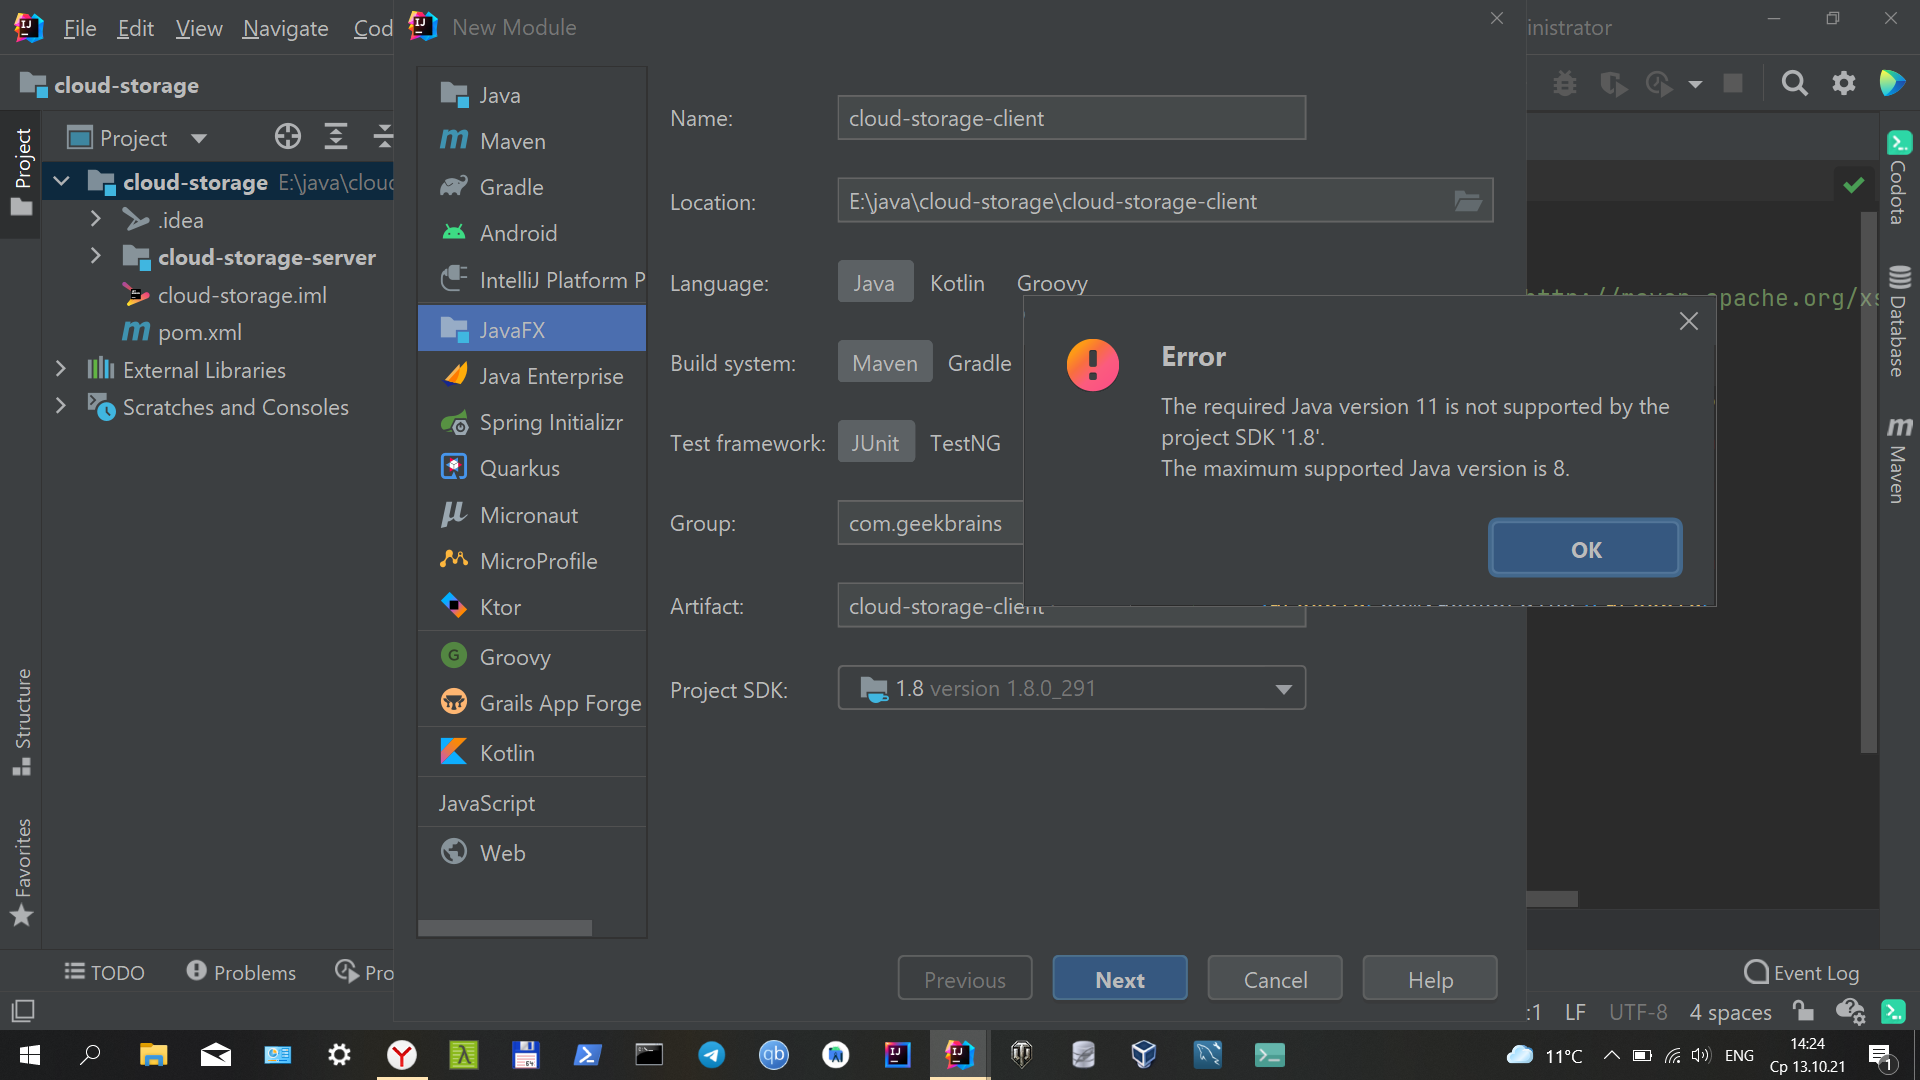 File Edit View Navigate Cod
New Module
inistrator
cloud-storage
Project
Project
cloud-storage E:\java\cloud
.idea
cloud-storage-server
cloud-storage.iml
pom.xml
External Libraries
Scratches and Consoles
Structure
Favorites
Java
Maven
Gradle
Android
IntelliJ Platform P
JavaFX
Java Enterprise
Spring Initializr
Quarkus
Micronaut
MicroProfile
Ktor
Groovy
Grails App Forge
Kotlin
JavaScript
Web
Name: cloud-storage-client
Location: E:\java\cloud-storage\cloud-storage-client
Language: Java Kotlin Groovy
Build system: Maven Gradle
Test framework: JUnit TestNG
Group: com.geekbrains
Artifact: cloud-storage-client
Project SDK: 1.8 version 1.8.0_291
Error
The required Java version 11 is not supported by the
project SDK '1.8'.
The maximum supported Java version is 8.
OK
http://maven.apache.org/xs
Codota
Database
m Maven
Previous Next Cancel Help
TODO Problems Pro
Event Log
:1 LF UTF-8 4 spaces
11°C ENG
14:24
Ср 13.10.21
1